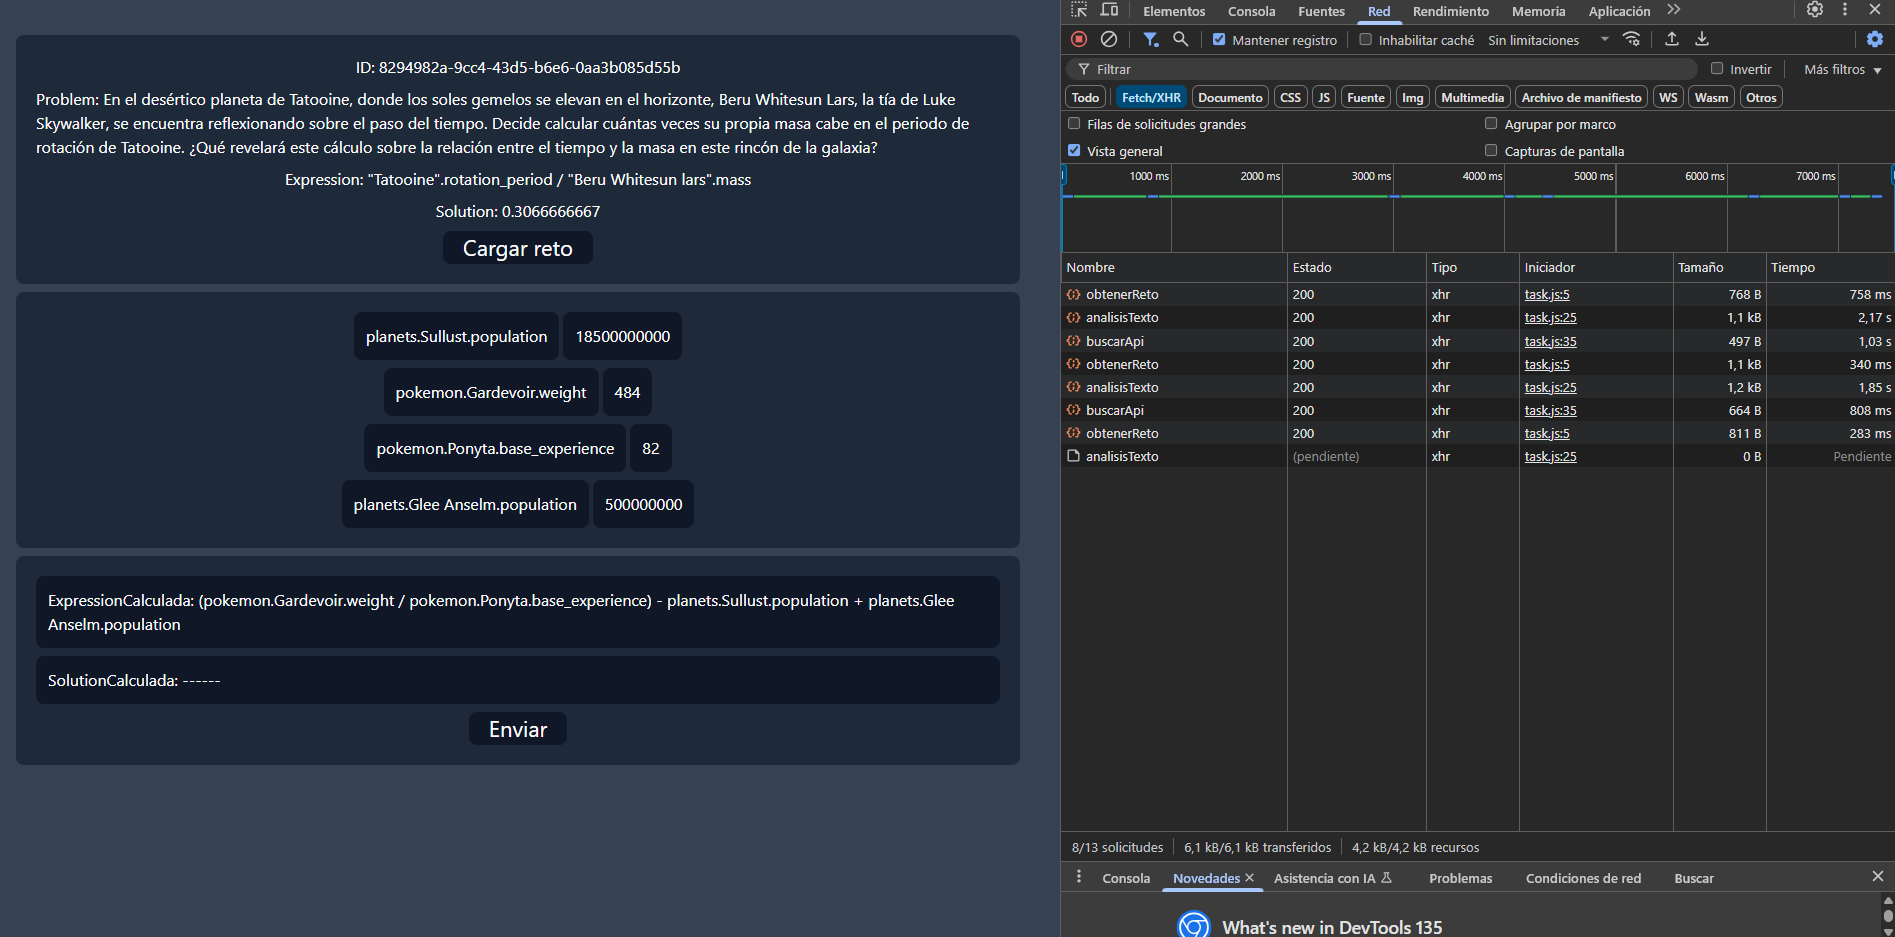 ID: 8294982a-9cc4-43d5-b6e6-0aa3b085d55b
Problem: En el desértico planeta de Tatooine, donde los soles gemelos se elevan en el horizonte, Beru Whitesun Lars, la tía de Luke
Skywalker, se encuentra reflexionando sobre el paso del tiempo. Decide calcular cuántas veces su propia masa cabe en el periodo de
rotación de Tatooine. ¿Qué revelará este cálculo sobre la relación entre el tiempo y la masa en este rincón de la galaxia?
Expression: "Tatooine".rotation_period / "Beru Whitesun lars".mass
Solution: 0.3066666667
Cargar reto
planets.Sullust.population 18500000000
pokemon.Gardevoir.weight 484
pokemon.Ponyta.base_experience 82
planets.Glee Anselm.population 500000000
ExpressionCalculada: (pokemon.Gardevoir.weight / pokemon.Ponyta.base_experience) - planets.Sullust.population + planets.Glee
Anselm.population
SolutionCalculada: ------
Enviar
Elementos Consola Fuentes Red Rendimiento Memoria Aplicación
Mantener registro Inhabilitar caché Sin limitaciones
Filtrar Invertir Más filtros
Todo Fetch/XHR Documento CSS JS Fuente Img Multimedia Archivo de manifiesto WS Wasm Otros
Filas de solicitudes grandes Agrupar por marco
Vista general Capturas de pantalla
1000 ms 2000 ms 3000 ms 4000 ms 5000 ms 6000 ms 7000 ms
Nombre Estado Tipo Iniciador Tamaño Tiempo
obtenerReto 200 xhr task.js:5 768 B 758 ms
analisisTexto 200 xhr task.js:25 1,1 kB 2,17 s
buscarApi 200 xhr task.js:35 497 B 1,03 s
obtenerReto 200 xhr task.js:5 1,1 kB 340 ms
analisisTexto 200 xhr task.js:25 1,2 kB 1,85 s
buscarApi 200 xhr task.js:35 664 B 808 ms
obtenerReto 200 xhr task.js:5 811 B 283 ms
analisisTexto (pendiente) xhr task.js:25 0 B Pendiente
8/13 solicitudes 6,1 kB/6,1 kB transferidos 4,2 kB/4,2 kB recursos
Consola Novedades Asistencia con IA Problemas Condiciones de red Buscar
What's new in DevTools 135